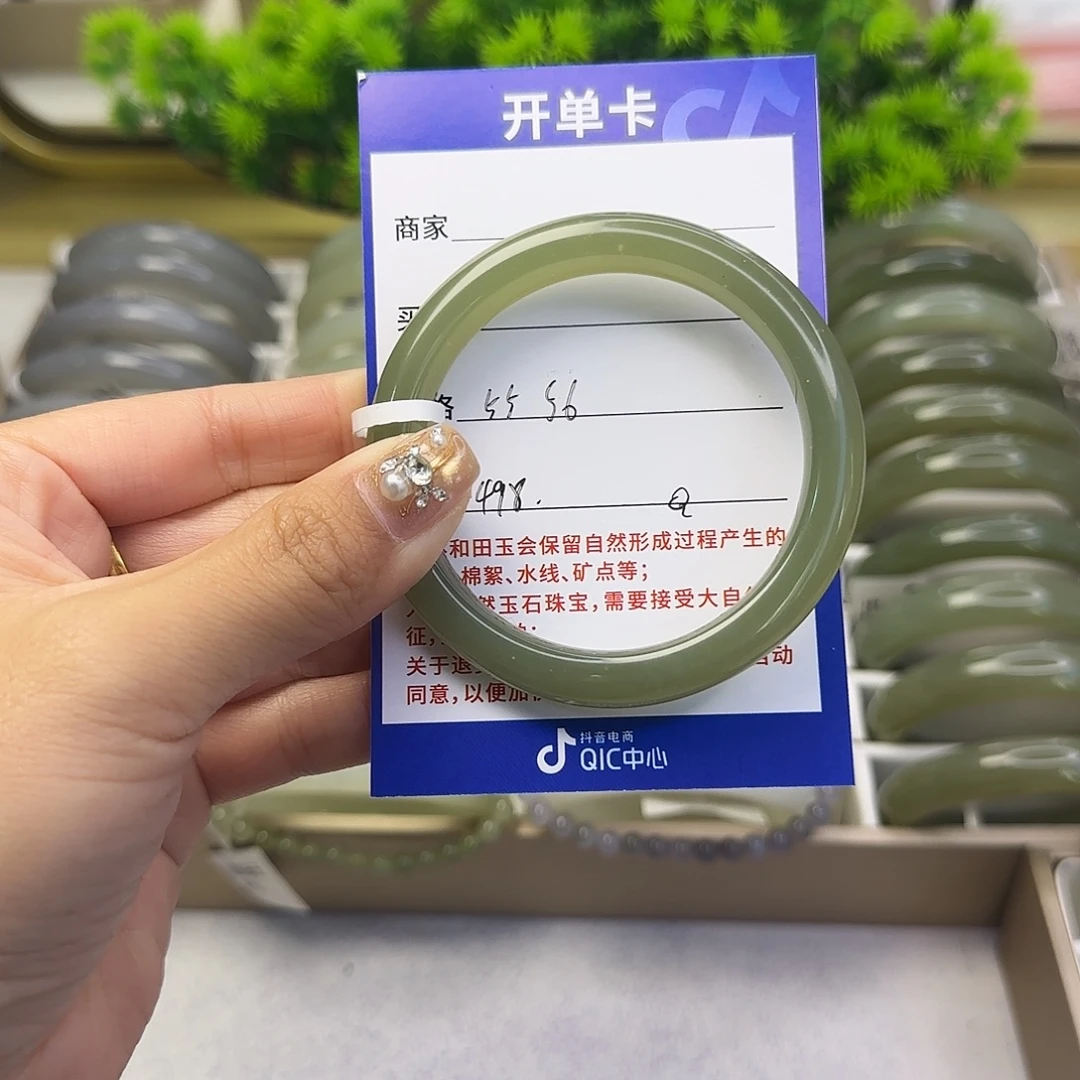 开单卡
商家
买
格 55 56
498. Q
和田玉会保留自然形成过程产生的
棉絮、水线、矿点等；
然玉石珠宝，需要接受大自
征，
关于退
同意，以便加
抖音电商
QIC中心